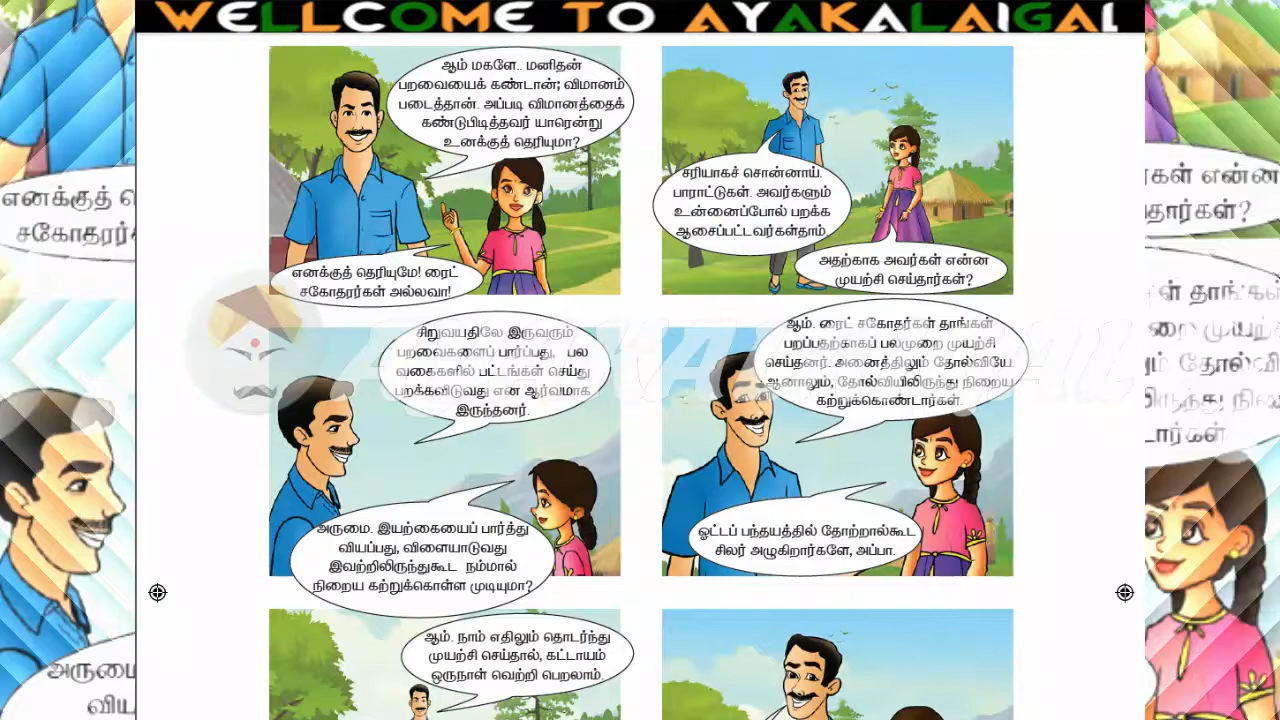 WELLCOME TO AYAKALAIGAL
ஆம் மகளே.. மனிதன்
பறவையைக் கண்டான்; விமானம்
படைத்தான். அப்படி விமானத்தைக்
கண்டுபிடித்தவர் யாரென்று
உனக்குத் தெரியுமா?
எனக்குத் தெரியுமே! ரைட்
சகோதரர்கள் அல்லவா!
சரியாகச் சொன்னாய்.
பாராட்டுகள். அவர்களும்
உன்னைப்போல் பறக்க
ஆசைப்பட்டவர்கள்தாம்.
அதற்காக அவர்கள் என்ன
முயற்சி செய்தார்கள்?
சிறுவயதிலே இருவரும்
பறவைகளைப் பார்ப்பது, பல
வகைகளில் பட்டங்கள் செய்து
பறக்கவிடுவது என ஆர்வமாக
இருந்தனர்.
அருமை. இயற்கையைப் பார்த்து
வியப்பது, விளையாடுவது
இவற்றிலிருந்துகூட நம்மால்
நிறைய கற்றுக்கொள்ள முடியுமா?
ஆம். ரைட் சகோதர்கள் தாங்கள்
பறப்பதற்காகப் பலமுறை முயற்சி
செய்தனர். அனைத்திலும் தோல்வியே.
ஆனாலும், தோல்வியிலிருந்து நிறைய
கற்றுக்கொண்டார்கள்.
ஓட்டப் பந்தயத்தில் தோற்றால்கூட
சிலர் அழுகிறார்களே, அப்பா.
ஆம். நாம் எதிலும் தொடர்ந்து
முயற்சி செய்தால், கட்டாயம்
ஒருநாள் வெற்றி பெறலாம்.